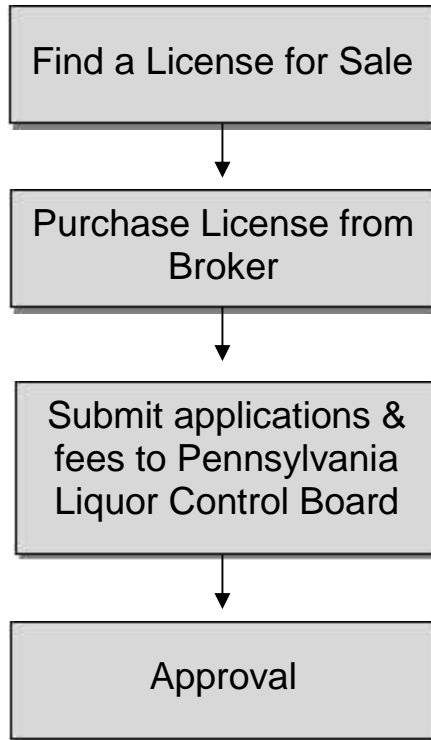 Find a License for Sale
Purchase License from
Broker
Submit applications &
fees to Pennsylvania
Liquor Control Board
Approval